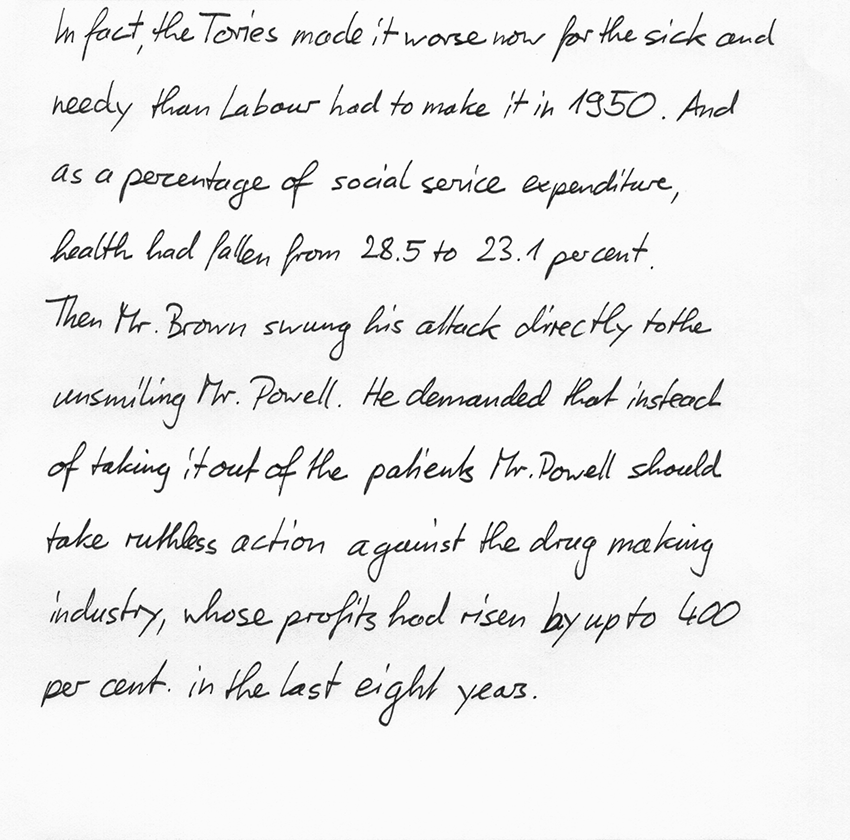 In fact, the Tories made it worse now for the sick and
needy than Labour had to make it in 1950. And
as a percentage of social serice expenditure,
health had fallen from 28.5 to 23.1 per cent.
Then Mr. Brown swung his attack directly to the
unsmiling Mr. Powell. He demanded that instead
of taking it out of the patients Mr. Powell should
take ruthless action against the drug making
industry, whose profits had risen by up to 400
per cent. in the last eight years.